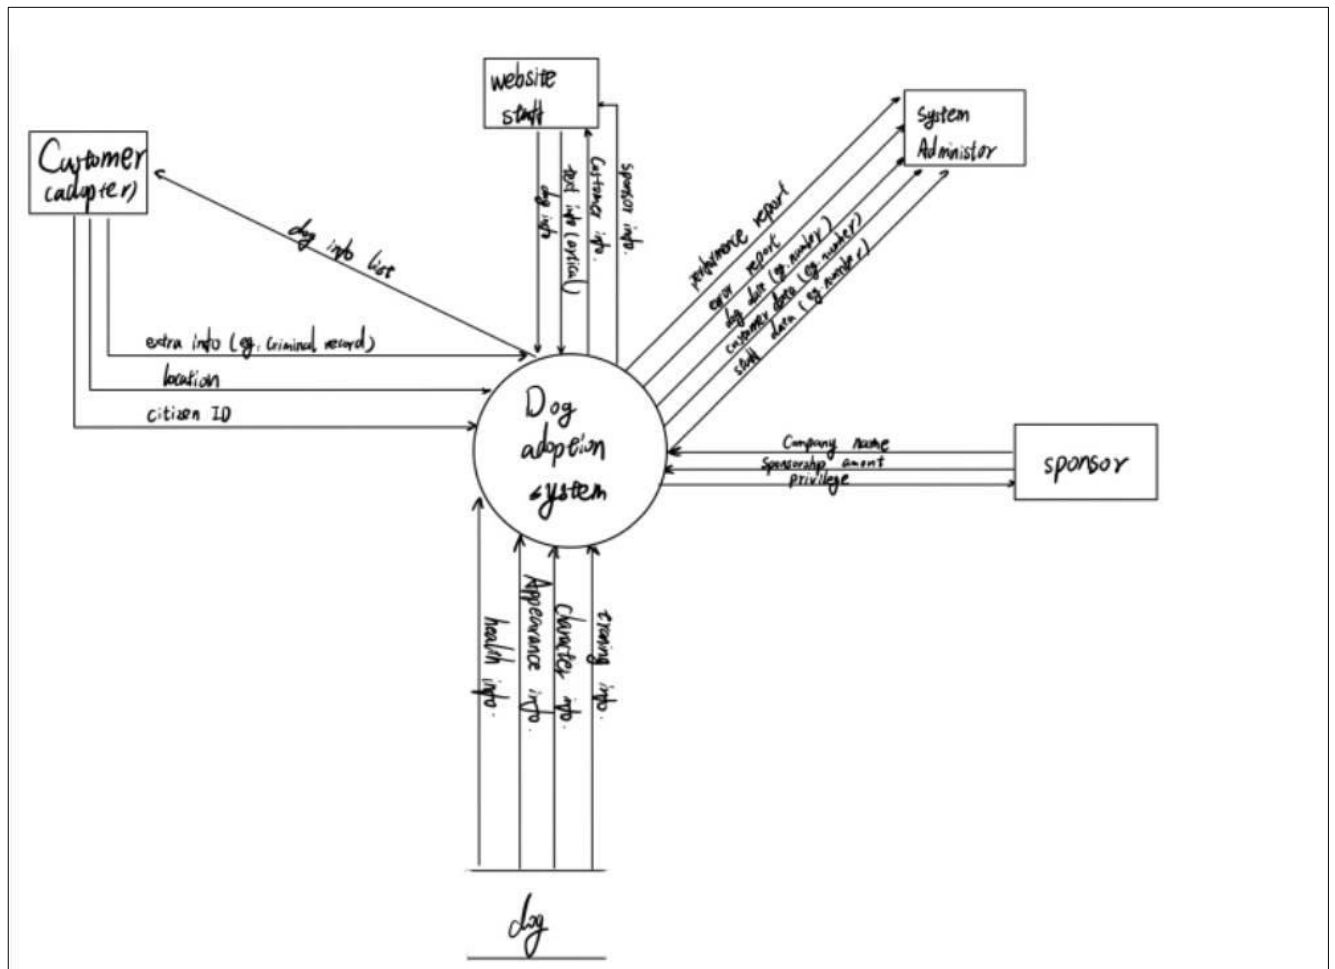 website
staff
Customer
(adopter)
System
Administor
dog info list
dog info
text info (artical)
Customer info.
sponsor info.
performance report
error report
dog data (eg. number)
customer data (eg. number)
staff data (eg. number)
extra info (eg. Criminal record)
location
citizen ID
Dog
adoption
system
Company name
Sponsorship amont
privilege
sponsor
health info.
Appearance info.
Character info.
training info.
dog